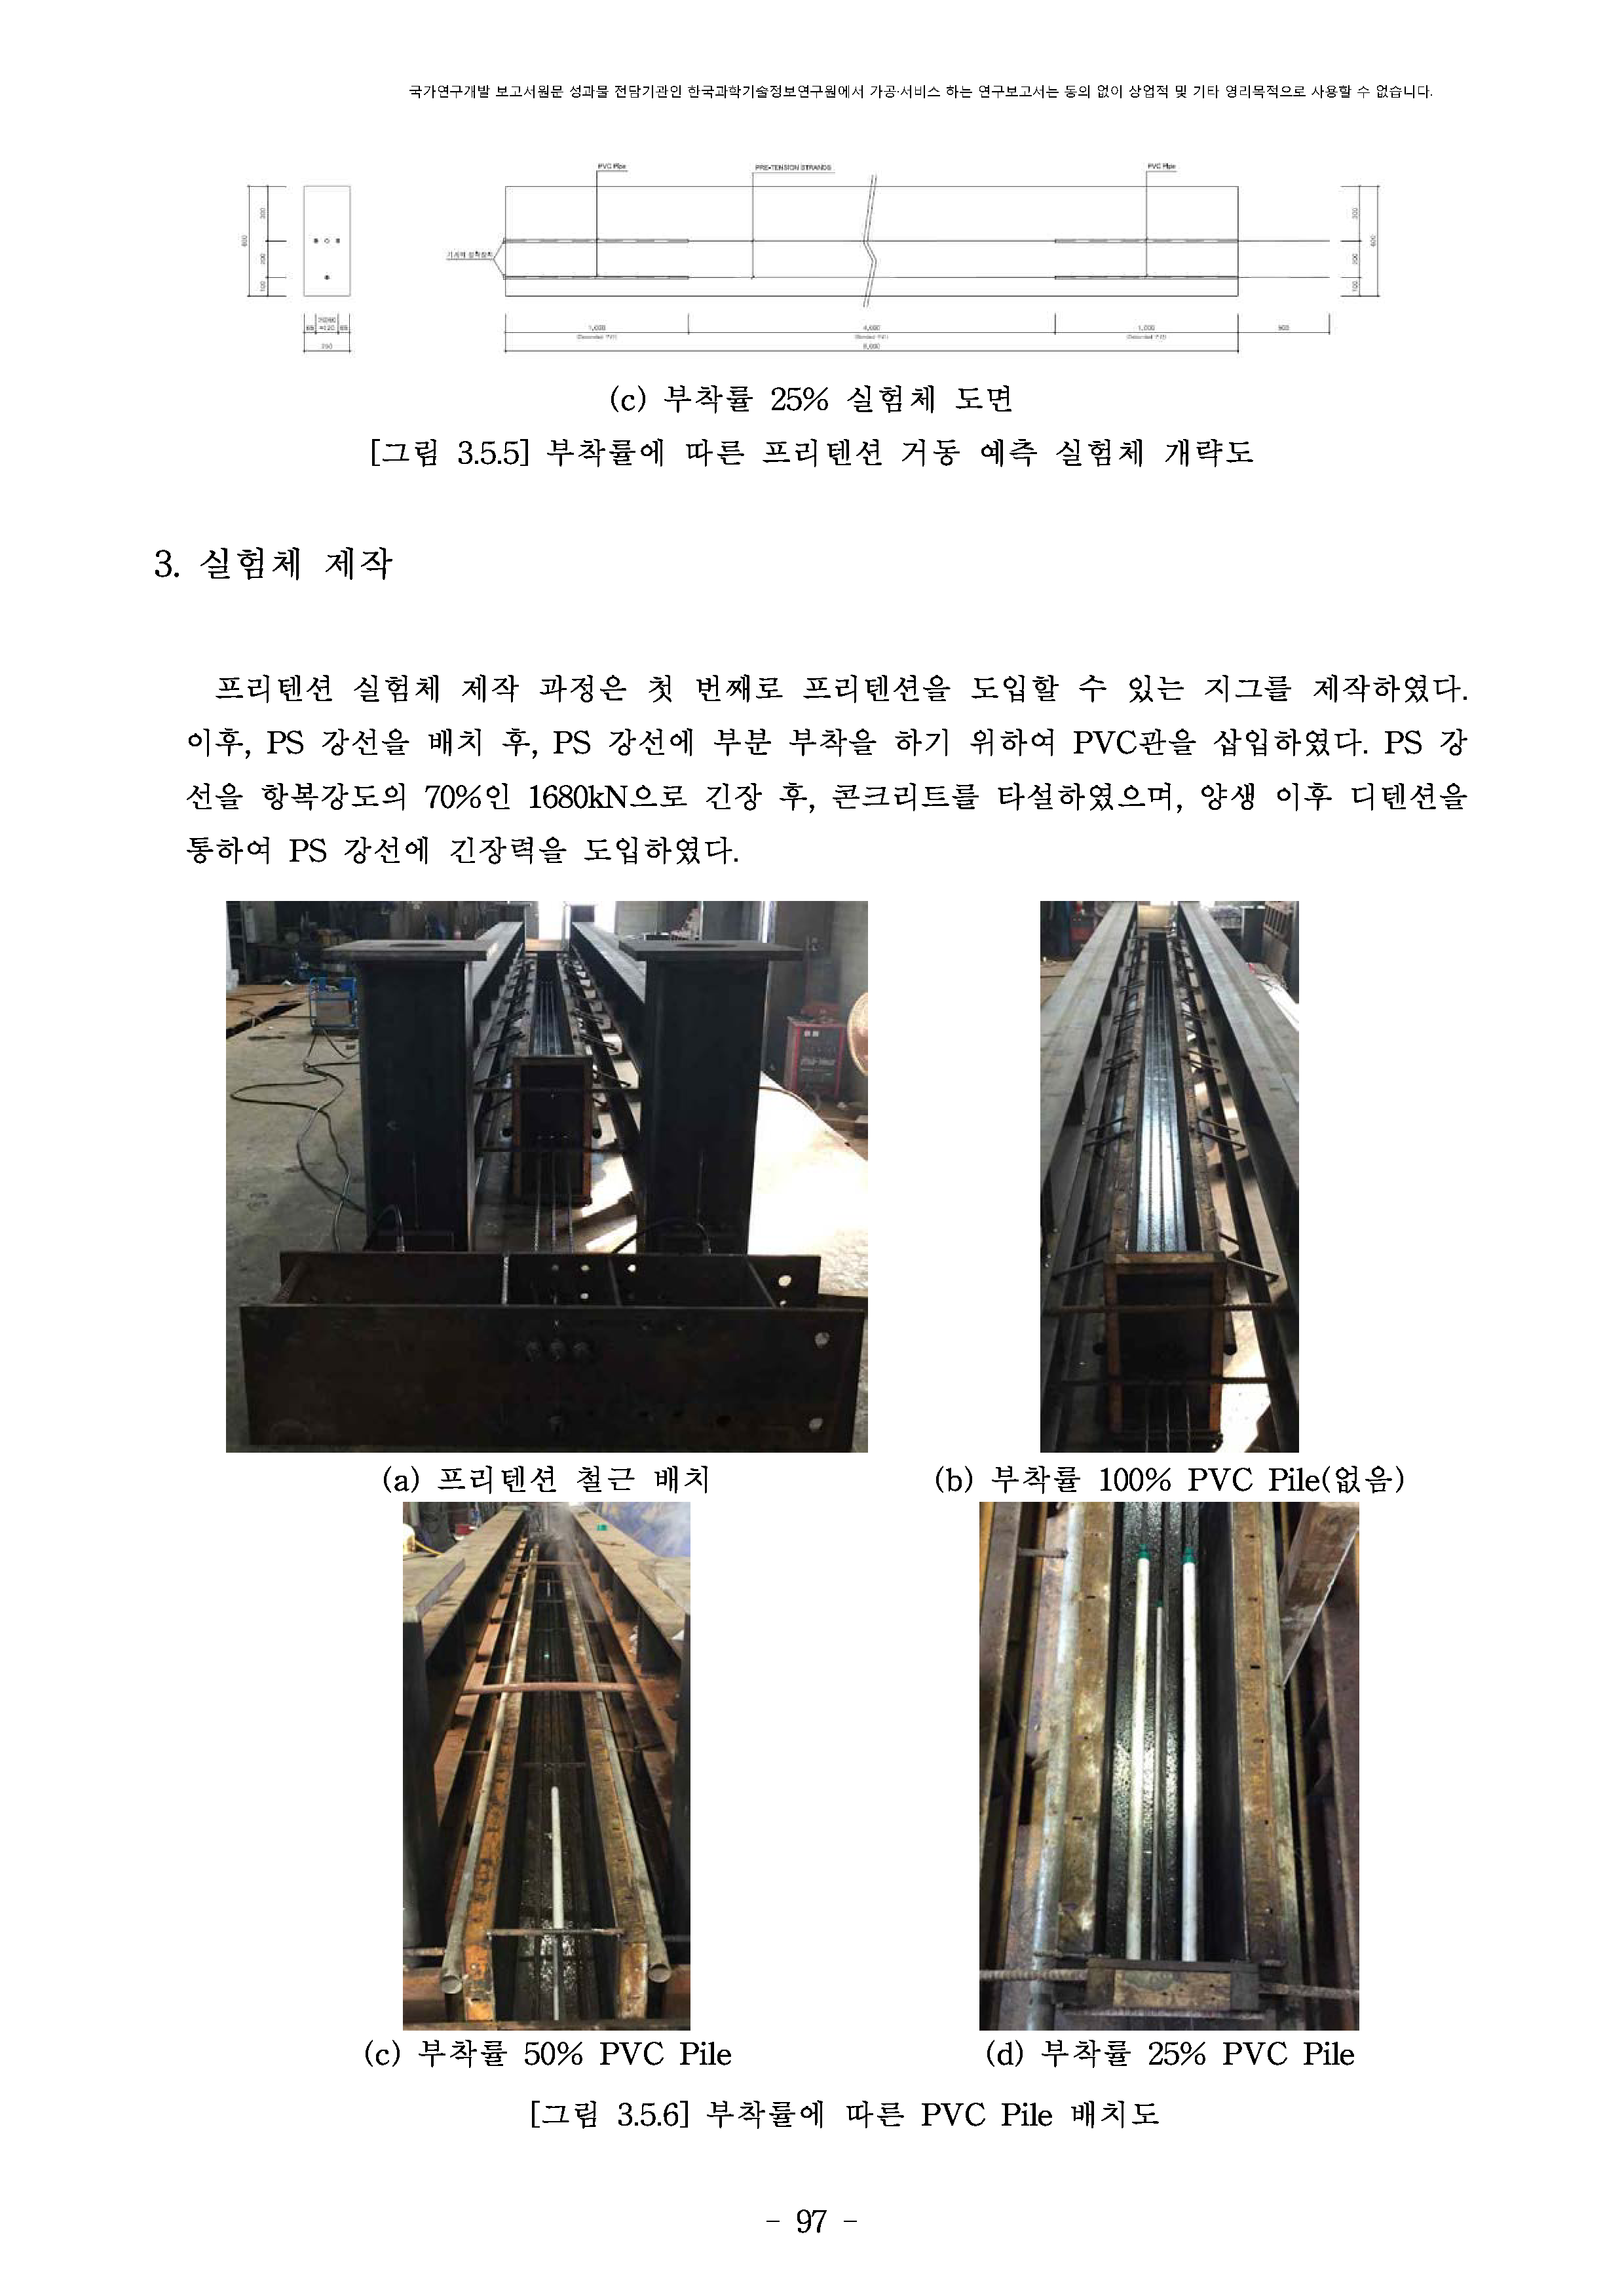 국가연구개발 보고서원문 성과물 전담기관인 한국과학기술정보연구원에서 가공·서비스 하는 연구보고서는 동의 없이 상업적 및 기타 영리목적으로 사용할 수 없습니다.
PVC Pipe
PRE-TENSION STRANDS
PVC Pipe
300
200
100
600
300
200
100
600
65
65
250
1,000
4,000
1,000
600
6,000
(c) 부착률 25% 실험체 도면
[그림 3.5.5] 부착률에 따른 프리텐션 거동 예측 실험체 개략도
3. 실험체 제작
프리텐션 실험체 제작 과정은 첫 번째로 프리텐션을 도입할 수 있는 지그를 제작하였다.
이후, PS 강선을 배치 후, PS 강선에 부분 부착을 하기 위하여 PVC관을 삽입하였다. PS 강
선을 항복강도의 70%인 1680kN으로 긴장 후, 콘크리트를 타설하였으며, 양생 이후 디텐션을
통하여 PS 강선에 긴장력을 도입하였다.
(a) 프리텐션 철근 배치
(b) 부착률 100% PVC Pile(없음)
(c) 부착률 50% PVC Pile
(d) 부착률 25% PVC Pile
[그림 3.5.6] 부착률에 따른 PVC Pile 배치도
- 97 -